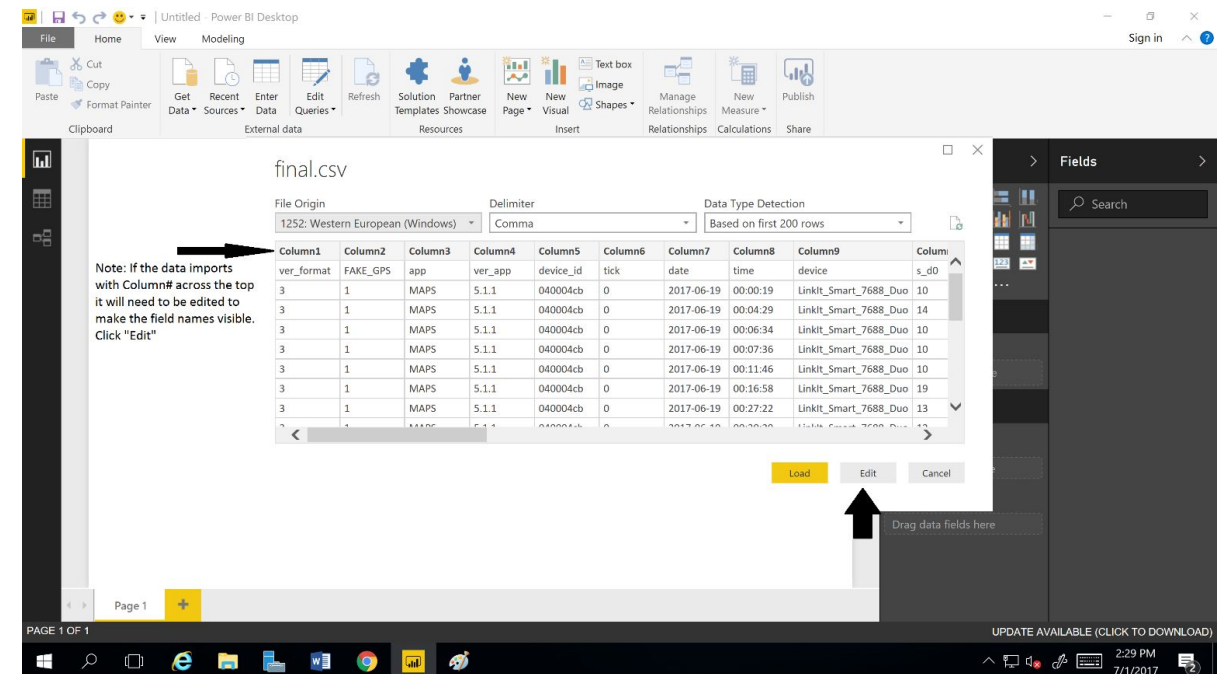 Untitled - Power BI Desktop
File Home View Modeling Sign in
Cut
Copy
Format Painter
Paste
Get Data
Recent Sources
Enter Data
Edit Queries
Refresh
Solution Templates
Partner Showcase
New Page
New Visual
Text box
Image
Shapes
Manage Relationships
New Measure
Publish
Clipboard External data Resources Insert Relationships Calculations Share
final.csv
File Origin Delimiter Data Type Detection
1252: Western European (Windows) Comma Based on first 200 rows
Column1 Column2 Column3 Column4 Column5 Column6 Column7 Column8 Column9
ver_format FAKE_GPS app ver_app device_id tick date time device s_d0
3 1 MAPS 5.1.1 040004cb 0 2017-06-19 00:00:19 LinkIt_Smart_7688_Duo 10
3 1 MAPS 5.1.1 040004cb 0 2017-06-19 00:04:29 LinkIt_Smart_7688_Duo 14
3 1 MAPS 5.1.1 040004cb 0 2017-06-19 00:06:34 LinkIt_Smart_7688_Duo 10
3 1 MAPS 5.1.1 040004cb 0 2017-06-19 00:07:36 LinkIt_Smart_7688_Duo 10
3 1 MAPS 5.1.1 040004cb 0 2017-06-19 00:11:46 LinkIt_Smart_7688_Duo 10
3 1 MAPS 5.1.1 040004cb 0 2017-06-19 00:16:58 LinkIt_Smart_7688_Duo 19
3 1 MAPS 5.1.1 040004cb 0 2017-06-19 00:27:22 LinkIt_Smart_7688_Duo 13
Note: If the data imports
with Column# across the top
it will need to be edited to
make the field names visible.
Click "Edit"
Load Edit Cancel
Fields
Search
123
Drag data fields here
Page 1
PAGE 1 OF 1 UPDATE AVAILABLE (CLICK TO DOWNLOAD)
2:29 PM
7/1/2017
2